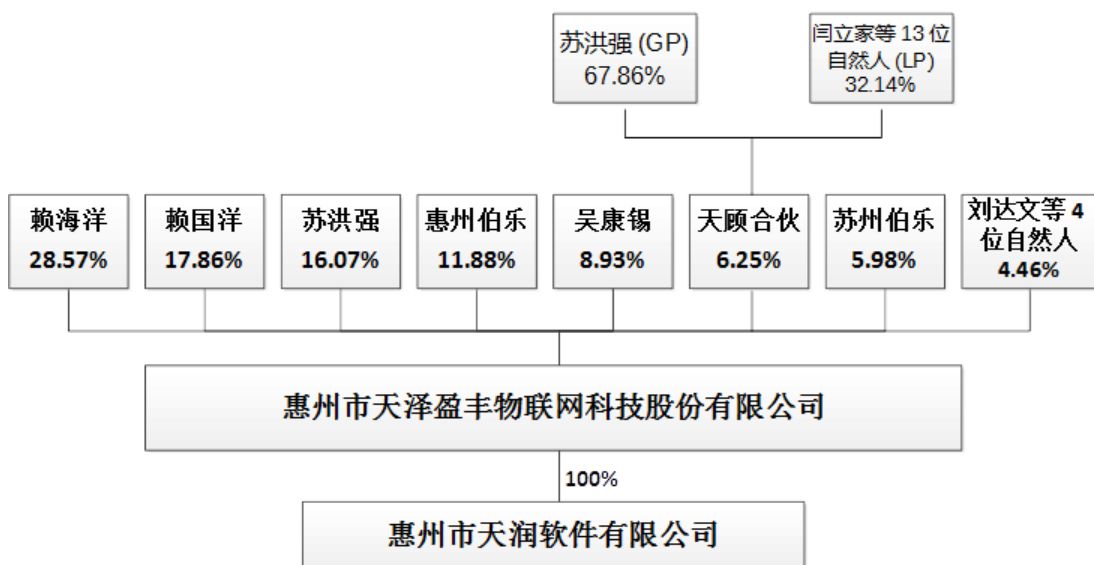 苏洪强 (GP)
67.86%
闫立家等 13 位
自然人 (LP)
32.14%
赖海洋
28.57%
赖国洋
17.86%
苏洪强
16.07%
惠州伯乐
11.88%
吴康锡
8.93%
天顾合伙
6.25%
苏州伯乐
5.98%
刘达文等 4
位自然人
4.46%
惠州市天泽盈丰物联网科技股份有限公司
100%
惠州市天润软件有限公司